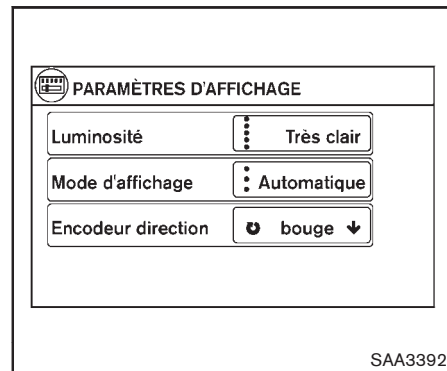 PARAMÈTRES D'AFFICHAGE
Luminosité Très clair
Mode d'affichage Automatique
Encodeur direction bouge
SAA3392